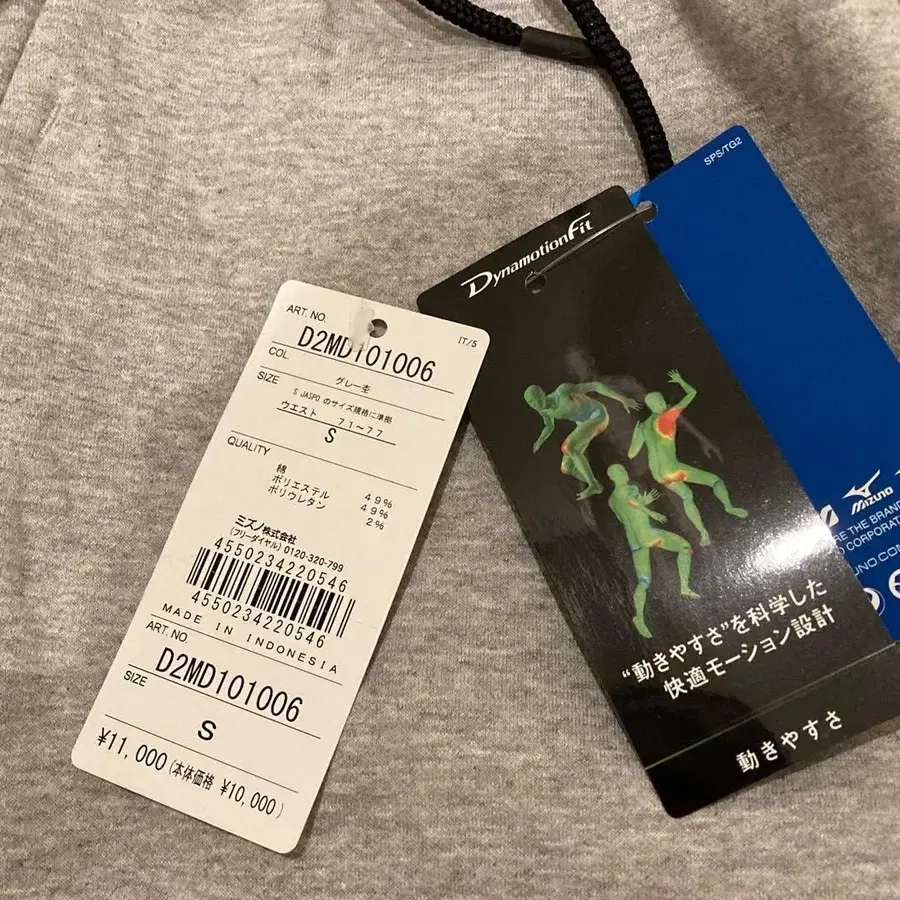 ART. NO.
IT/5
D2MD101006
COL
グレー杢
SIZE
S JASPO のサイズ規格に準拠
ウエスト 71~77
S
QUALITY
綿 49%
ポリエステル 49%
ポリウレタン 2%
ミズノ株式会社
(フリーダイヤル) 0120-320-799
4550234220546
4550234220546
MADE IN INDONESIA
ART. NO.
D2MD101006
SIZE
S
¥11,000 (本体価格 ¥10,000)
DynamotionFit
“動きやすさ”を科学した
快適モーション設計
動きやすさ
SPS/TG2
MIZUNO
THE BRAND
CORPORAT